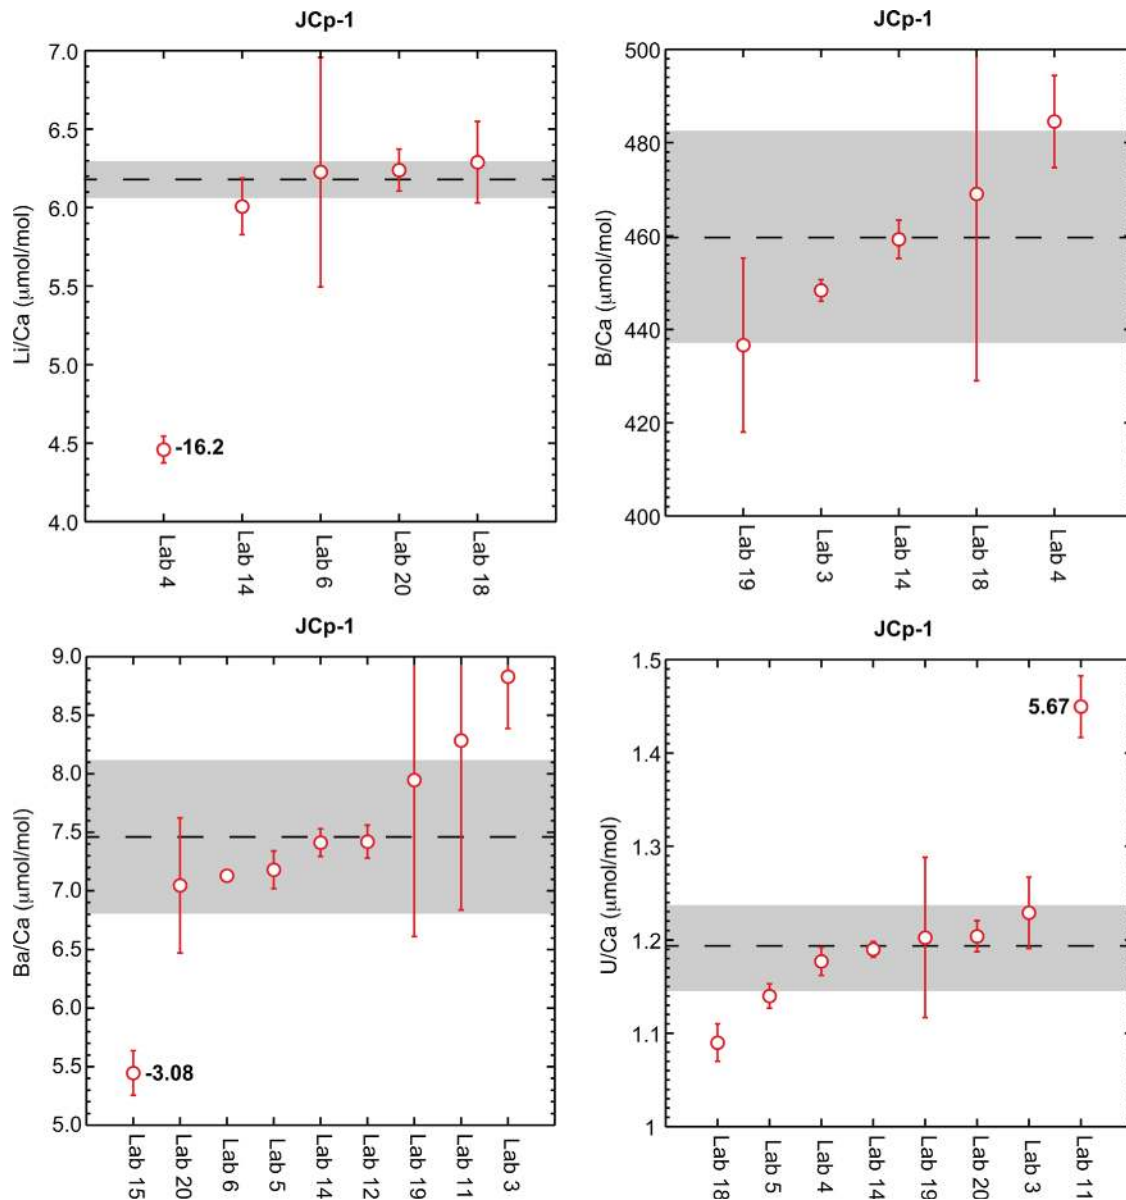 JCp-1
7.0
6.5
6.0
5.5
5.0
4.5
4.0
Li/Ca (μmol/mol)
-16.2
Lab 4
Lab 14
Lab 6
Lab 20
Lab 18
JCp-1
500
480
460
440
420
400
B/Ca (μmol/mol)
Lab 19
Lab 3
Lab 14
Lab 18
Lab 4
JCp-1
9.0
8.5
8.0
7.5
7.0
6.5
6.0
5.5
5.0
Ba/Ca (μmol/mol)
-3.08
Lab 15
Lab 20
Lab 6
Lab 5
Lab 14
Lab 12
Lab 19
Lab 11
Lab 3
JCp-1
1.5
1.4
1.3
1.2
1.1
1
U/Ca (μmol/mol)
5.67
Lab 18
Lab 5
Lab 4
Lab 14
Lab 19
Lab 20
Lab 3
Lab 11